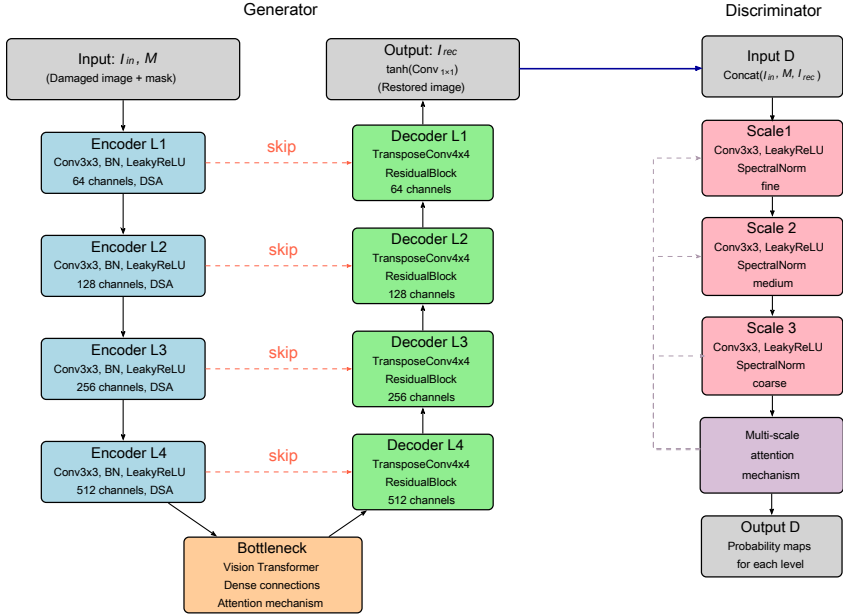 Generator
Input: I in, M
(Damaged image + mask)
Encoder L1
Conv3x3, BN, LeakyReLU
64 channels, DSA
Encoder L2
Conv3x3, BN, LeakyReLU
128 channels, DSA
Encoder L3
Conv3x3, BN, LeakyReLU
256 channels, DSA
Encoder L4
Conv3x3, BN, LeakyReLU
512 channels, DSA
skip
skip
skip
skip
Bottleneck
Vision Transformer
Dense connections
Attention mechanism
Output: I rec
tanh(Conv 1×1)
(Restored image)
Decoder L1
TransposeConv4x4
ResidualBlock
64 channels
Decoder L2
TransposeConv4x4
ResidualBlock
128 channels
Decoder L3
TransposeConv4x4
ResidualBlock
256 channels
Decoder L4
TransposeConv4x4
ResidualBlock
512 channels
Discriminator
Input D
Concat(I in, M, I rec)
Scale1
Conv3x3, LeakyReLU
SpectralNorm
fine
Scale 2
Conv3x3, LeakyReLU
SpectralNorm
medium
Scale 3
Conv3x3, LeakyReLU
SpectralNorm
coarse
Multi-scale
attention
mechanism
Output D
Probability maps
for each level